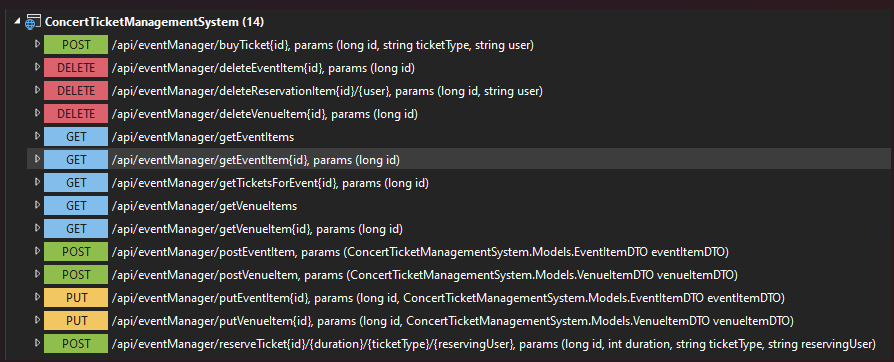 ConcertTicketManagementSystem (14)
POST /api/eventManager/buyTicket{id}, params (long id, string ticketType, string user)
DELETE /api/eventManager/deleteEventItem{id}, params (long id)
DELETE /api/eventManager/deleteReservationItem{id}/{user}, params (long id, string user)
DELETE /api/eventManager/deleteVenueItem{id}, params (long id)
GET /api/eventManager/getEventItems
GET /api/eventManager/getEventItem{id}, params (long id)
GET /api/eventManager/getTicketsForEvent{id}, params (long id)
GET /api/eventManager/getVenueItems
GET /api/eventManager/getVenueItem{id}, params (long id)
POST /api/eventManager/postEventItem, params (ConcertTicketManagementSystem.Models.EventItemDTO eventItemDTO)
POST /api/eventManager/postVenueItem, params (ConcertTicketManagementSystem.Models.VenueItemDTO venueItemDTO)
PUT /api/eventManager/putEventItem{id}, params (long id, ConcertTicketManagementSystem.Models.EventItemDTO eventItemDTO)
PUT /api/eventManager/putVenueItem{id}, params (long id, ConcertTicketManagementSystem.Models.VenueItemDTO venueItemDTO)
POST /api/eventManager/reserveTicket{id}/{duration}/{ticketType}/{reservingUser}, params (long id, int duration, string ticketType, string reservingUser)